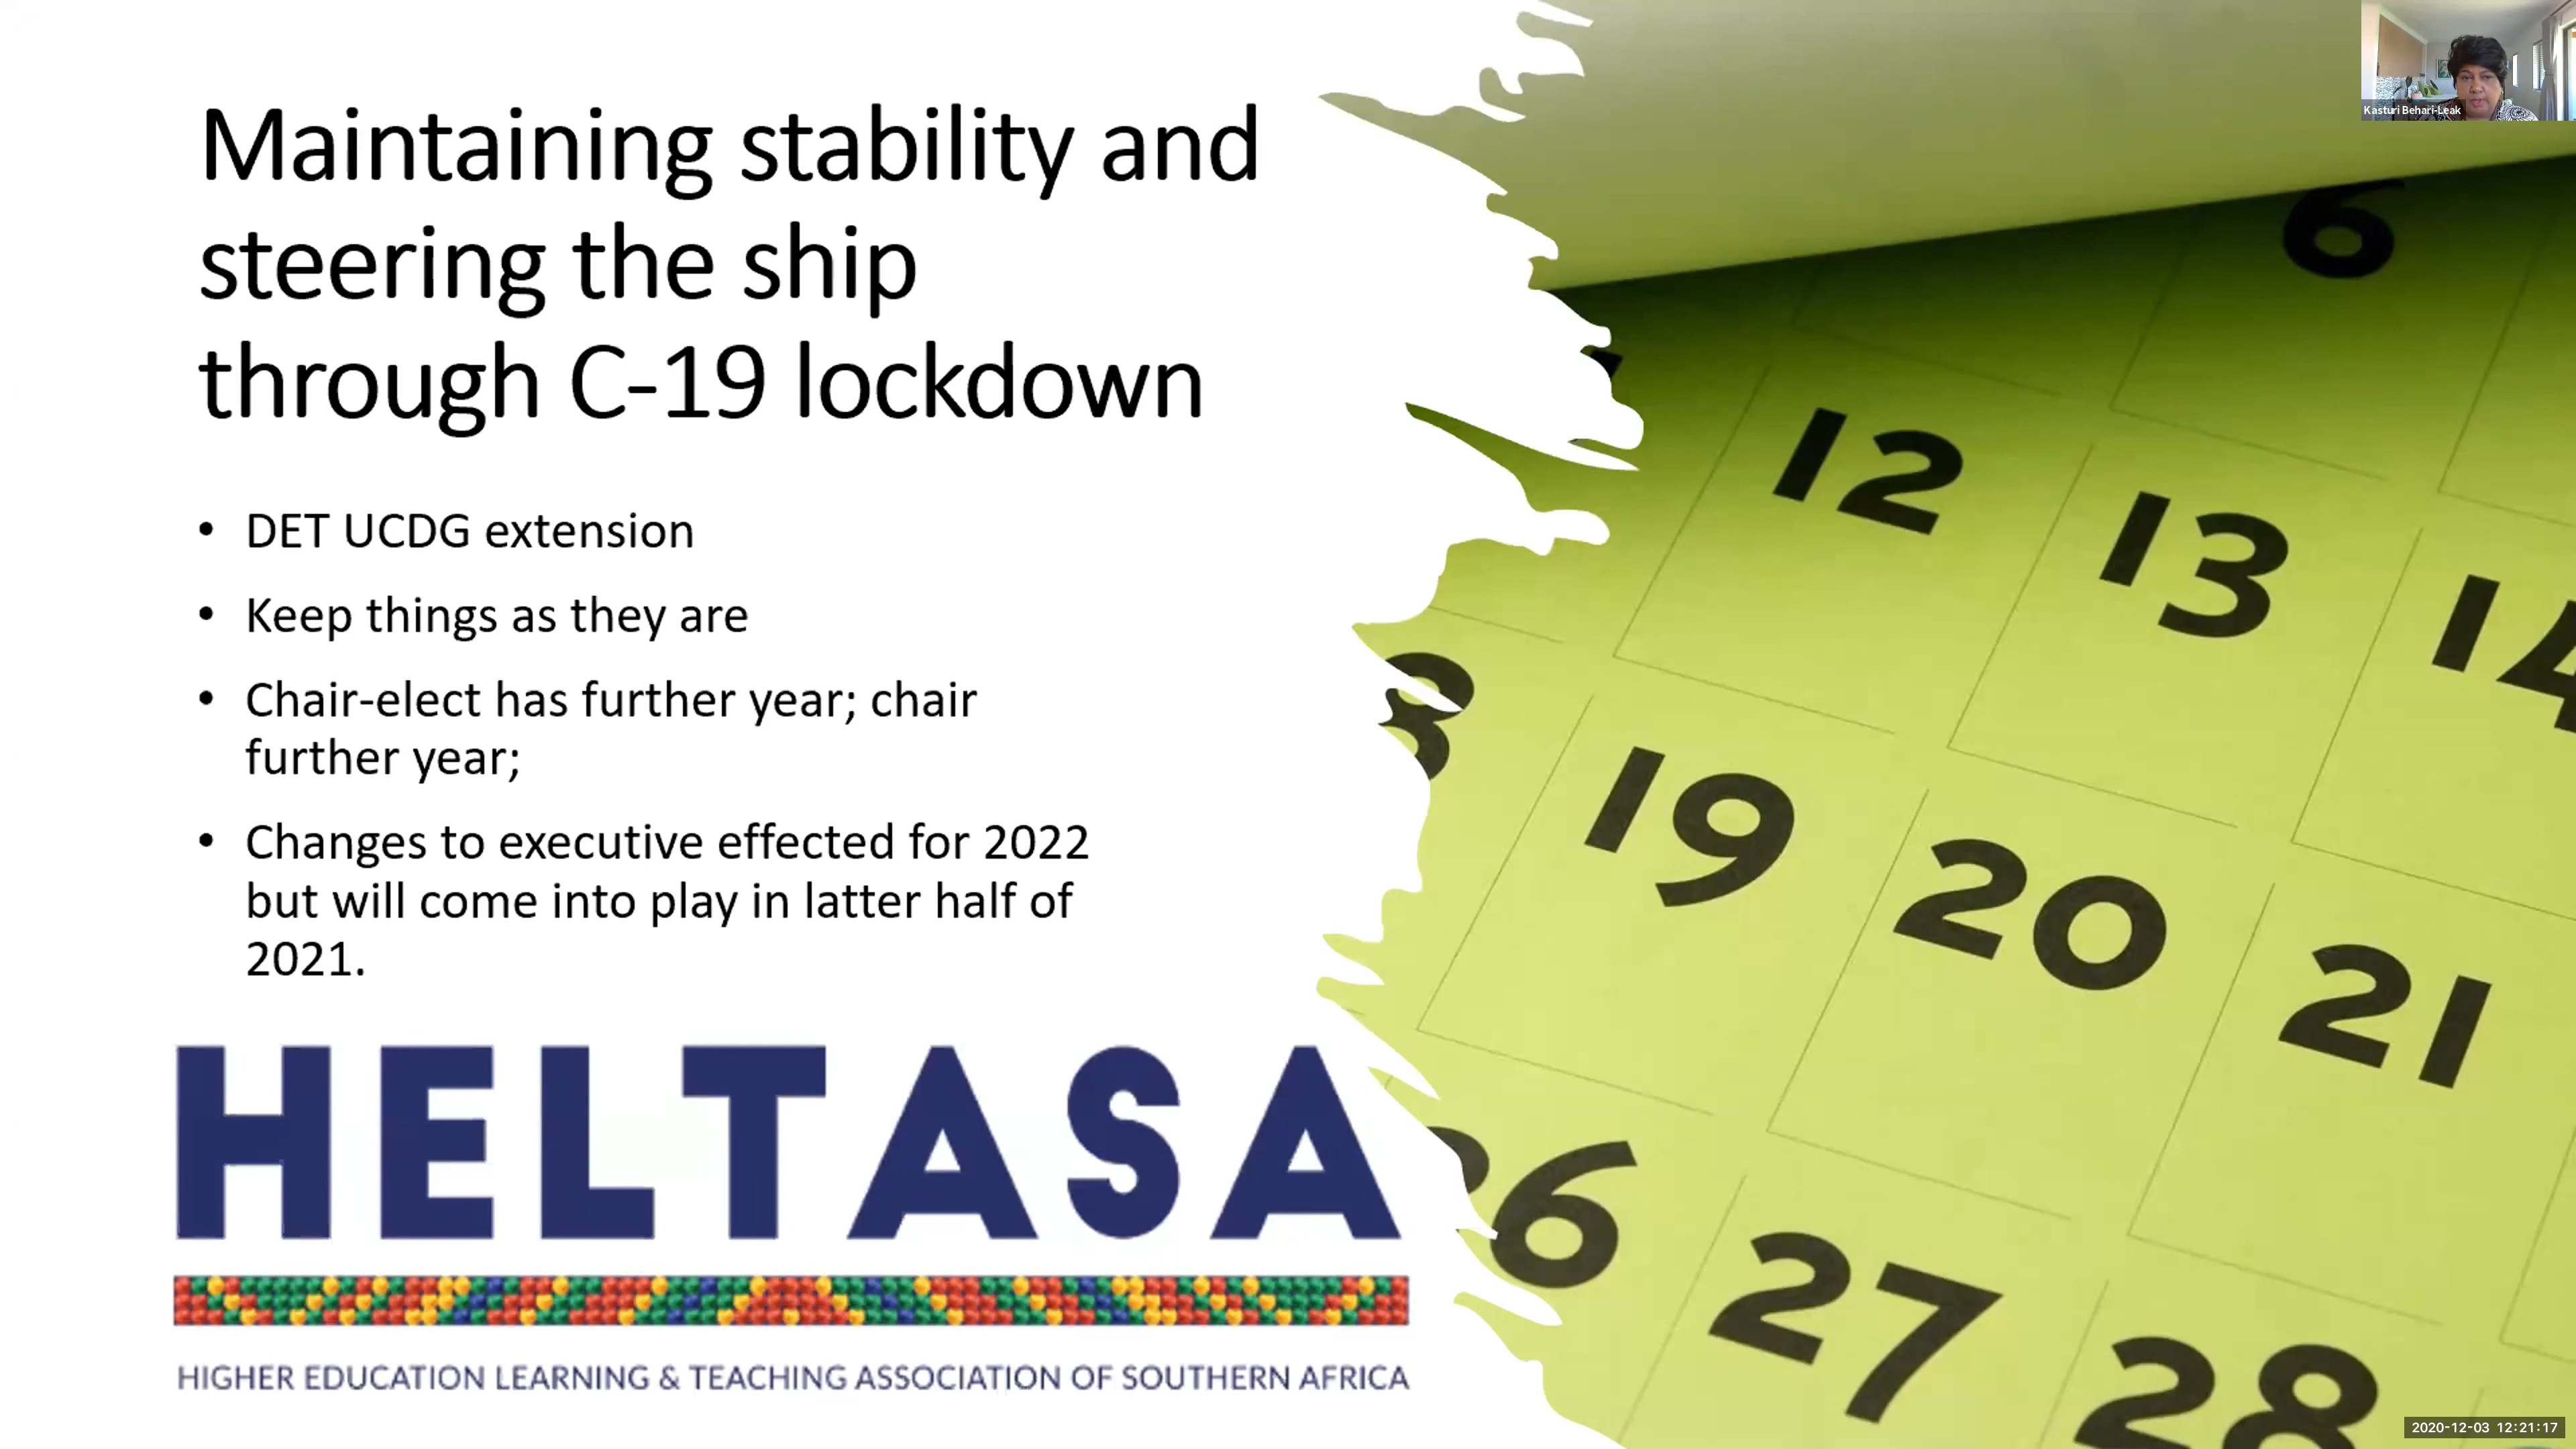 Maintaining stability and
steering the ship
through C-19 lockdown
• DET UCDG extension
• Keep things as they are
• Chair-elect has further year; chair
further year;
• Changes to executive effected for 2022
but will come into play in latter half of
2021.
HELTASA
HIGHER EDUCATION LEARNING & TEACHING ASSOCIATION OF SOUTHERN AFRICA
Kasturi Behari-Leak
6
12
13
14
19
20
21
26
27
28
2020-12-03 12:21:17